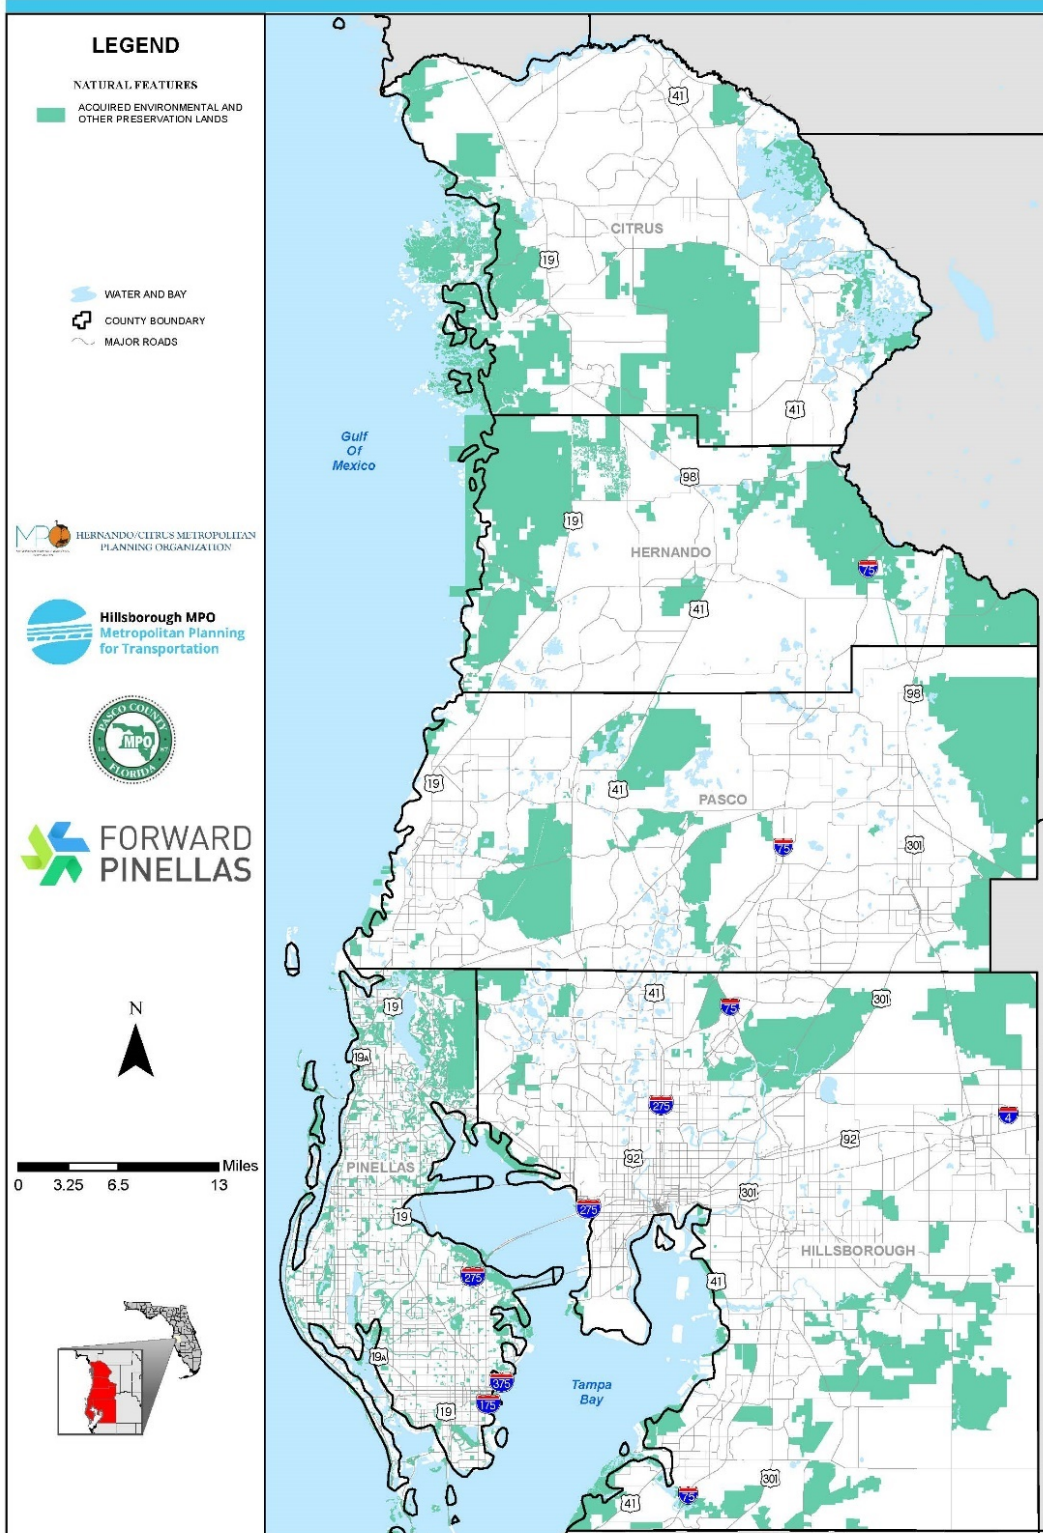 LEGEND
NATURAL FEATURES
ACQUIRED ENVIRONMENTAL AND
OTHER PRESERVATION LANDS
WATER AND BAY
COUNTY BOUNDARY
MAJOR ROADS
MPO
HERNANDO/CITRUS METROPOLITAN
PLANNING ORGANIZATION
Hillsborough MPO
Metropolitan Planning
for Transportation
PASCO COUNTY
MPO
FLORIDA
FORWARD
PINELLAS
N
Miles
0 3.25 6.5 13
41
CITRUS
19
41
Gulf
Of
Mexico
98
19
HERNANDO
75
41
98
19
41
PASCO
75
301
41
75
301
19
19A
275
4
92
92
PINELLAS
301
19
275
HILLSBOROUGH
275
41
19A
375
Tampa
Bay
175
19
301
75
41